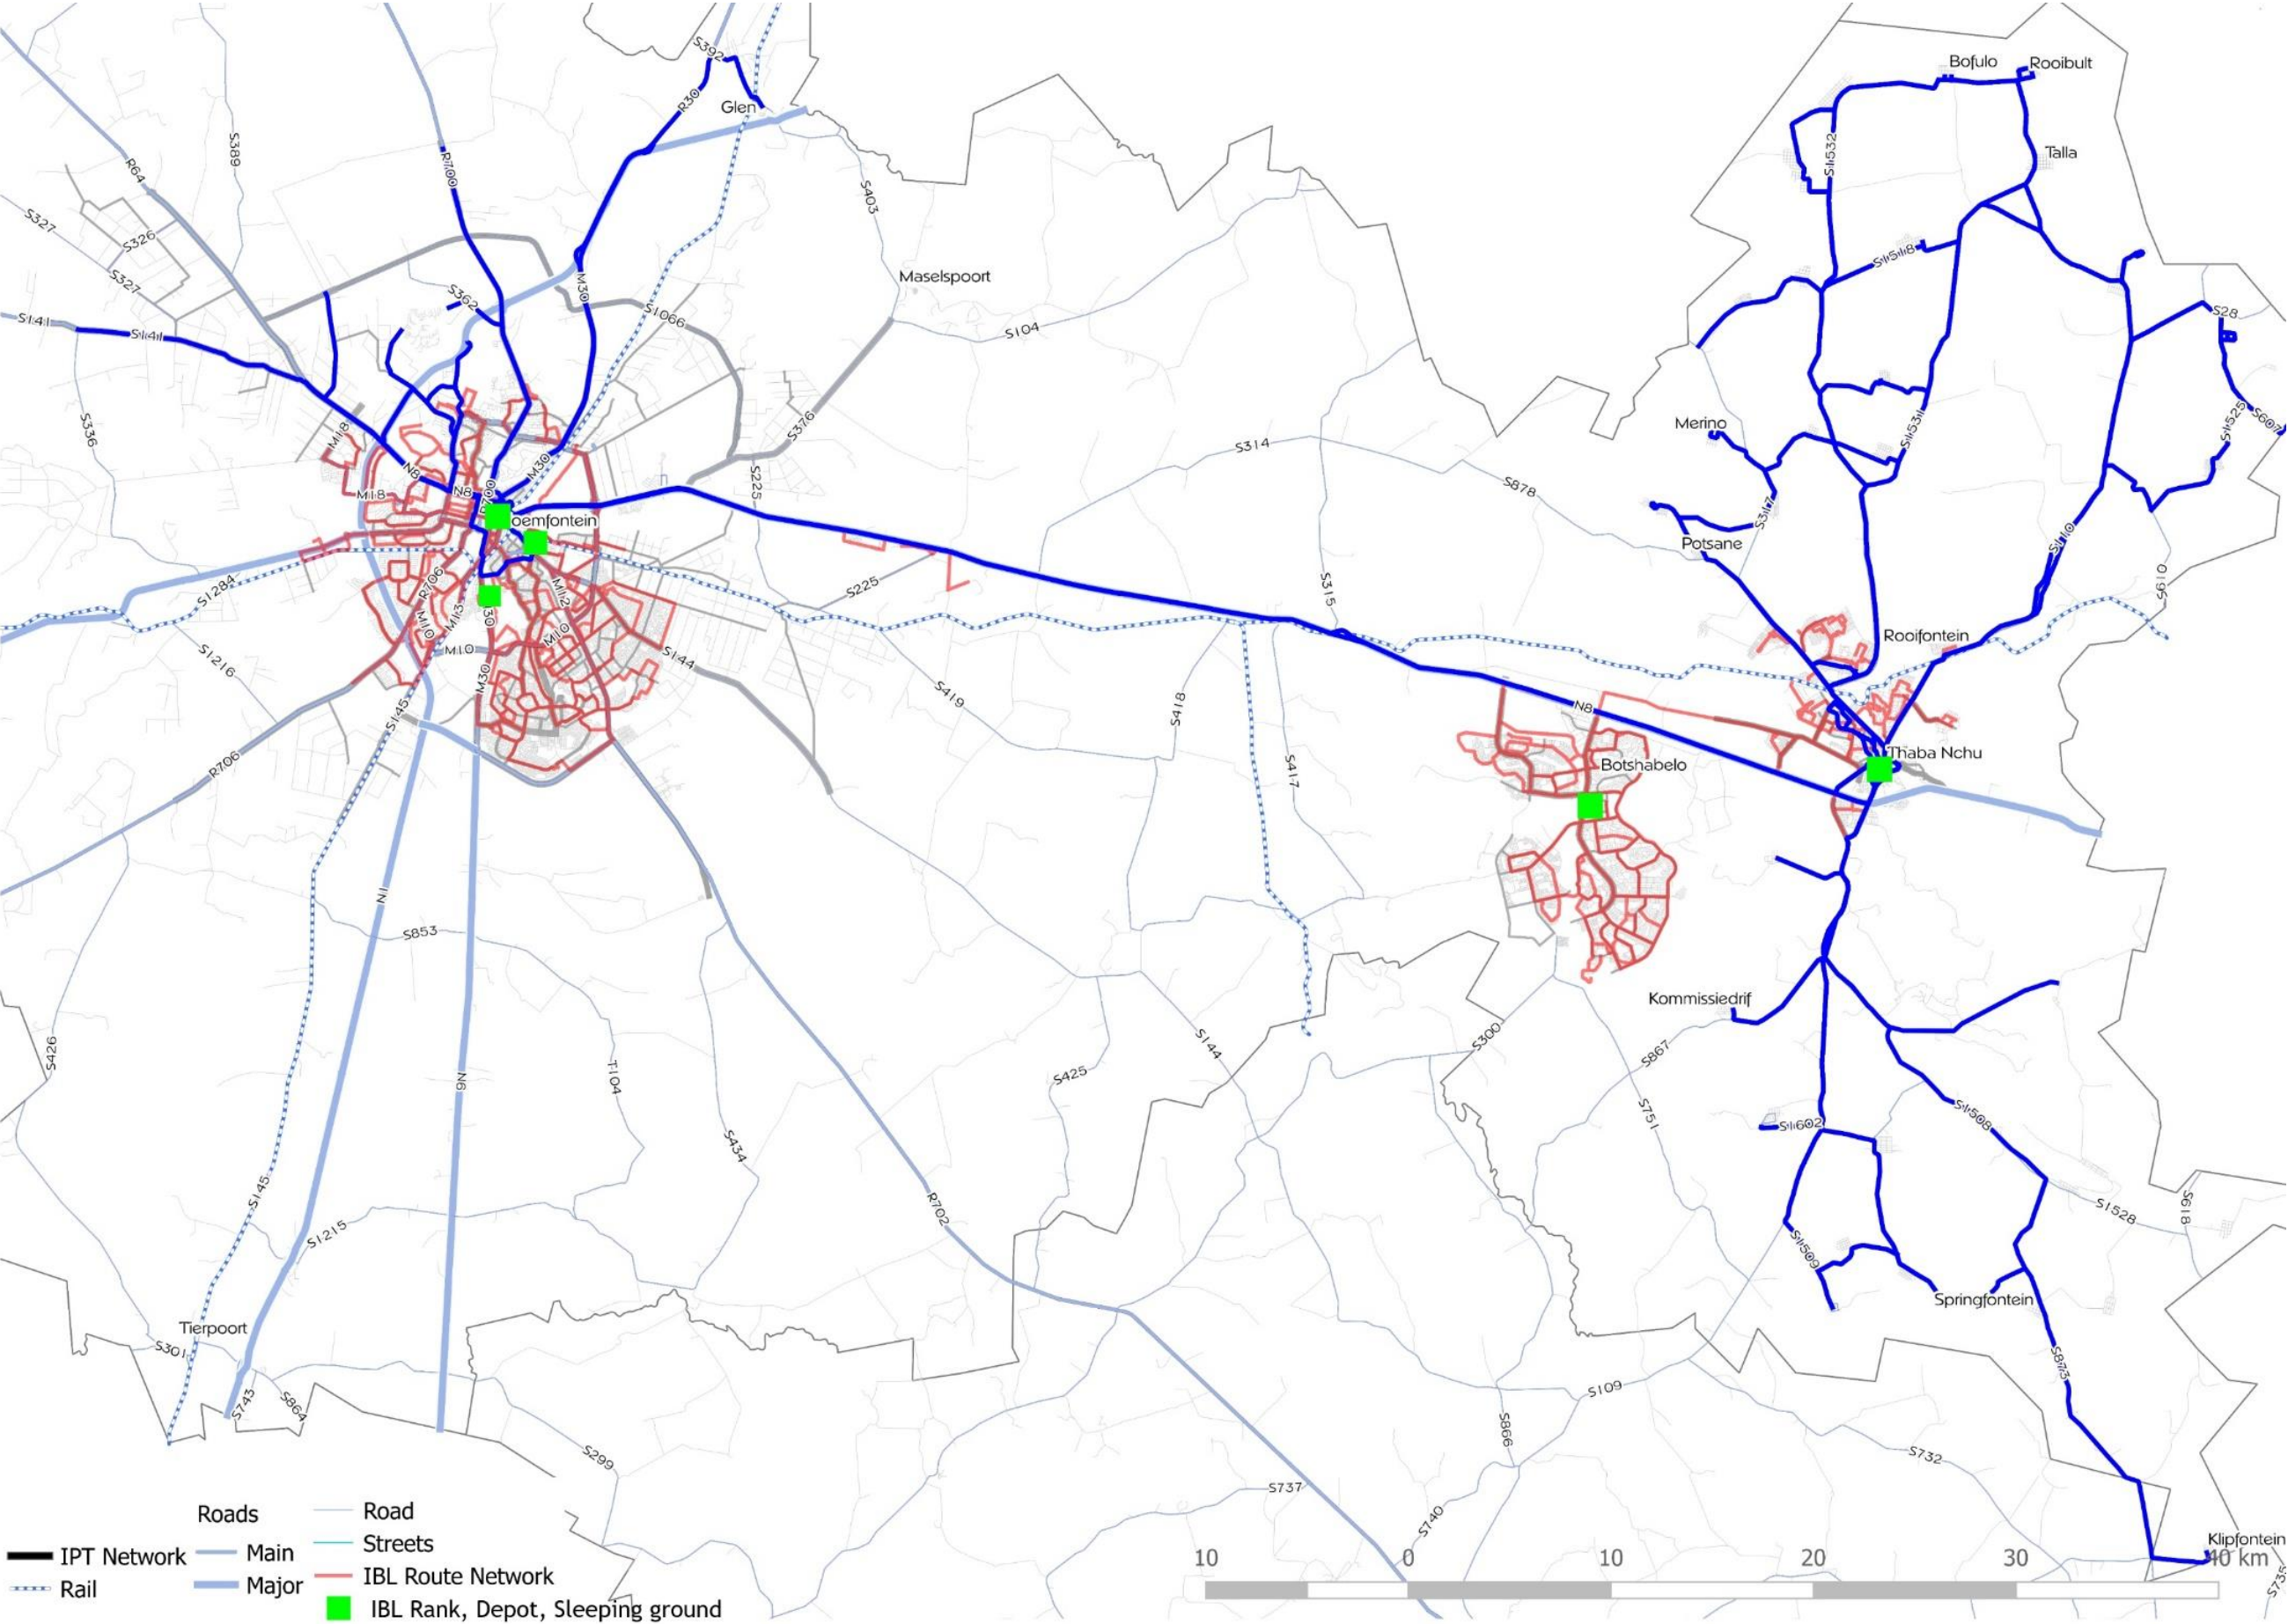 S392
Bofulo
Rooibult
R30
Glen
S389
R64
R700
S1532
Talla
S403
S327
S326
S327
Maselspoort
M30
S1518
S362
S1066
S141
S141
S104
S28
S336
M18
S376
Merino
S1531
S1525
S607
S314
N8
M30
M18
N8
R700
S225
S878
S317
oemfontein
Potsane
S110
S1284
R706
M12
S225
S315
M10
M13
M10
Rooifontein
S1216
M10
S144
M30
S419
S418
N8
S145
Thaba Nchu
R706
Botshabelo
S417
N1
S853
Kommissiedrif
S426
S144
S300
S867
N6
S425
S751
S1508
S1602
S434
S145
R702
S1528
S618
S1215
S1509
Springfontein
Tierpoort
S301
S873
S743
S864
S109
S866
S299
S732
S737
S740
Klipfontein
S735
Roads
Road
Streets
IPT Network
Main
IBL Route Network
Rail
Major
IBL Rank, Depot, Sleeping ground
10 0 10 20 30 40 km